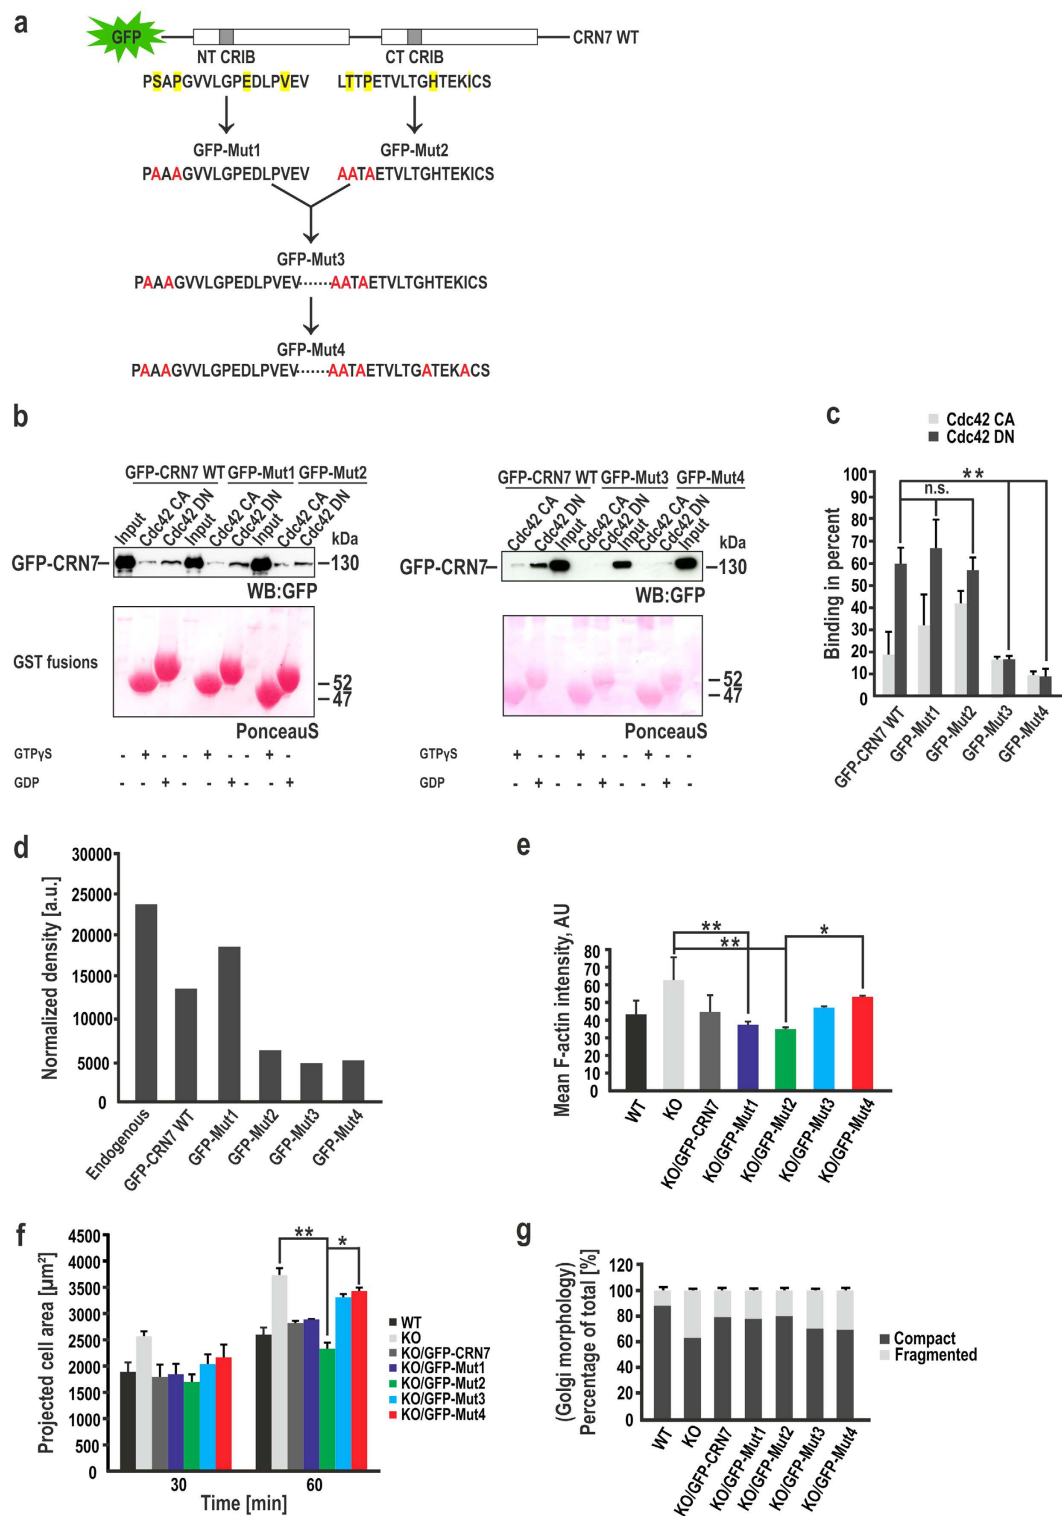 a
GFP
CRN7 WT
NT CRIB
CT CRIB
PSAPGVVLGPEDLPVEV
LTTPETVLTGHTEKICS
GFP-Mut1
GFP-Mut2
PAAAGVVLGPEDLPVEV
AATAETVLTGHTEKICS
GFP-Mut3
PAAAGVVLGPEDLPVEV······AATAETVLTGHTEKICS
GFP-Mut4
PAAAGVVLGPEDLPVEV······AATAETVLTGATEKACS
b
GFP-CRN7 WT GFP-Mut1 GFP-Mut2
Input Cdc42 CA Cdc42 DN Input Cdc42 CA Cdc42 DN Input Cdc42 CA Cdc42 DN
kDa
GFP-CRN7– –130
WB:GFP
GST fusions
–52
–47
PonceauS
GTPγS - + - - + - - + -
GDP - - + - - + - - +
GFP-CRN7 WT GFP-Mut3 GFP-Mut4
Cdc42 CA Cdc42 DN Input Cdc42 CA Cdc42 DN Input Cdc42 CA Cdc42 DN Input
kDa
GFP-CRN7– –130
WB:GFP
–52
–47
PonceauS
GTPγS + - - + - - + - -
GDP - + - - + - - + -
c
Cdc42 CA
Cdc42 DN
Binding in percent
100
90
80
70
60
50
40
30
20
10
0
**
n.s.
GFP-CRN7 WT
GFP-Mut1
GFP-Mut2
GFP-Mut3
GFP-Mut4
d
Normalized density [a.u.]
30000
25000
20000
15000
10000
5000
0
Endogenous
GFP-CRN7 WT
GFP-Mut1
GFP-Mut2
GFP-Mut3
GFP-Mut4
e
Mean F-actin intensity, AU
80
70
60
50
40
30
20
10
0
**
**
*
WT
KO
KO/GFP-CRN7
KO/GFP-Mut1
KO/GFP-Mut2
KO/GFP-Mut3
KO/GFP-Mut4
f
Projected cell area [µm²]
4500
4000
3500
3000
2500
2000
1500
1000
500
0
**
*
30
60
Time [min]
WT
KO
KO/GFP-CRN7
KO/GFP-Mut1
KO/GFP-Mut2
KO/GFP-Mut3
KO/GFP-Mut4
g
(Golgi morphology)
Percentage of total [%]
120
100
80
60
40
20
0
Compact
Fragmented
WT
KO
KO/GFP-CRN7
KO/GFP-Mut1
KO/GFP-Mut2
KO/GFP-Mut3
KO/GFP-Mut4